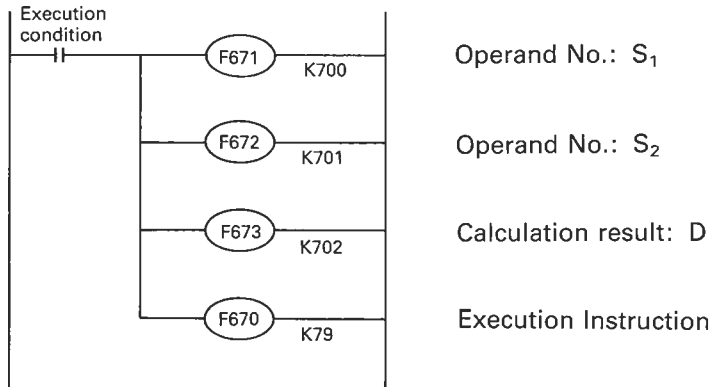 Execution
condition
F671
K700
Operand No.: S₁
F672
K701
Operand No.: S₂
F673
K702
Calculation result: D
F670
K79
Execution Instruction